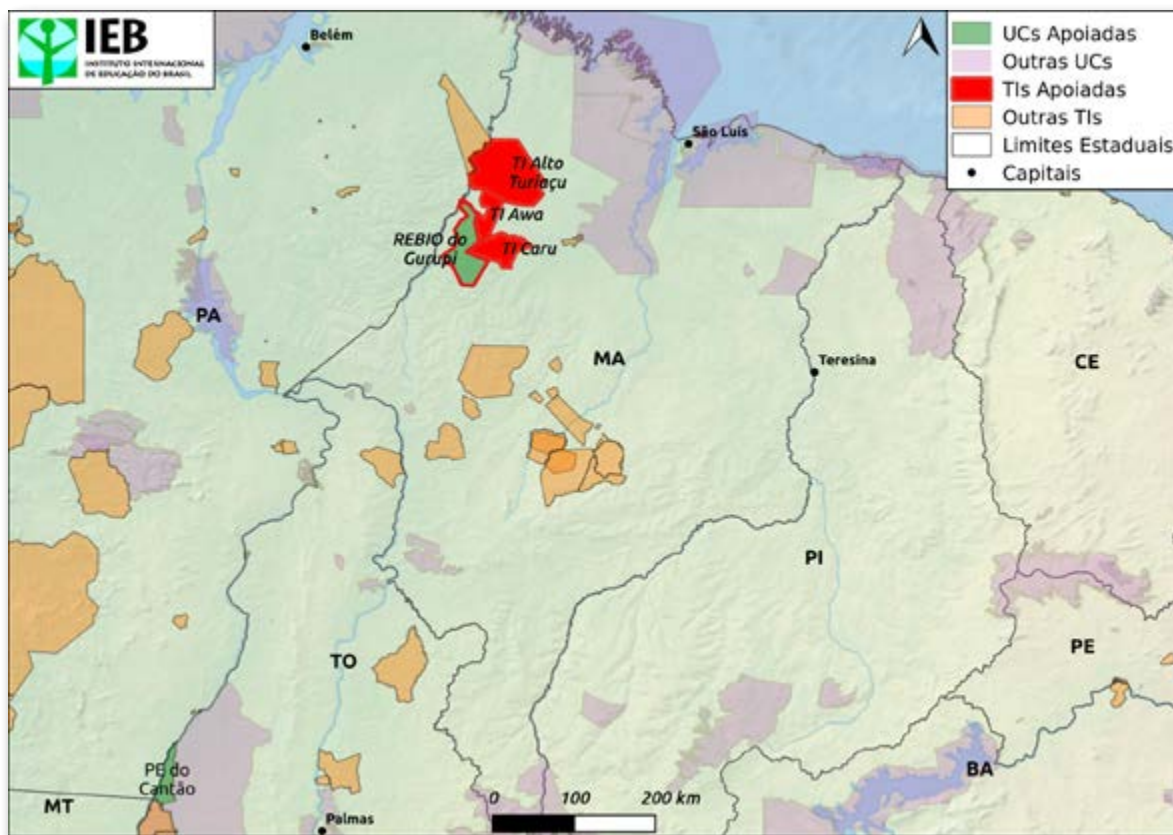 IEB
INSTITUTO INTERNACIONAL
DE EDUCAÇÃO DO BRASIL
Belém
UCs Apoiadas
Outras UCs
TIs Apoiadas
Outras TIs
Limites Estaduais
Capitais
São Luís
TI Alto
Turiaçu
TI Awa
REBIO do
Gurupi
TI Caru
PA
MA
Teresina
CE
PI
TO
PE
PE do
Cantão
MT
BA
0 100 200 km
Palmas